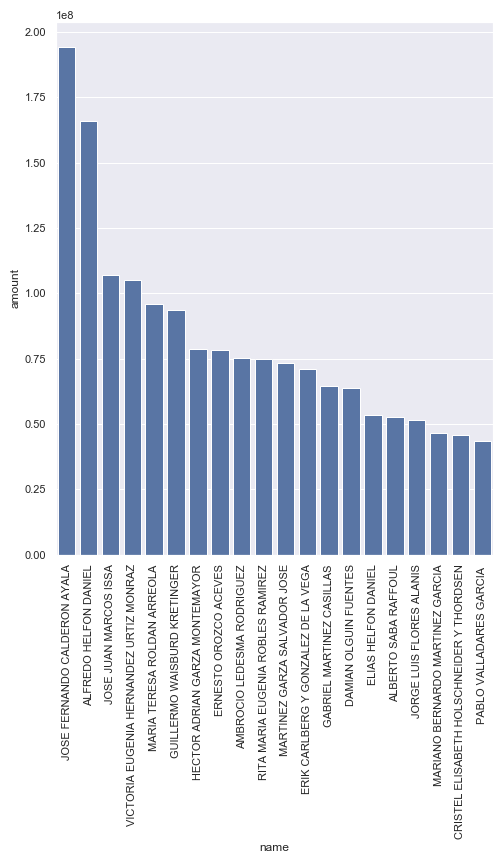 1e8
2.00
1.75
1.50
1.25
1.00
0.75
0.50
0.25
0.00
amount
JOSE FERNANDO CALDERON AYALA
ALFREDO HELFON DANIEL
JOSE JUAN MARCOS ISSA
VICTORIA EUGENIA HERNANDEZ URTIZ MONRAZ
MARIA TERESA ROLDAN ARREOLA
GUILLERMO WAISBURD KRETINGER
HECTOR ADRIAN GARZA MONTEMAYOR
ERNESTO OROZCO ACEVES
AMBROCIO LEDESMA RODRIGUEZ
RITA MARIA EUGENIA ROBLES RAMIREZ
MARTINEZ GARZA SALVADOR JOSE
ERIK CARLBERG Y GONZALEZ DE LA VEGA
GABRIEL MARTINEZ CASILLAS
DAMIAN OLGUIN FUENTES
ELIAS HELFON DANIEL
ALBERTO SABA RAFFOUL
JORGE LUIS FLORES ALANIS
MARIANO BERNARDO MARTINEZ GARCIA
CRISTEL ELISABETH HOLSCHNEIDER Y THORDSEN
PABLO VALLADARES GARCIA
name